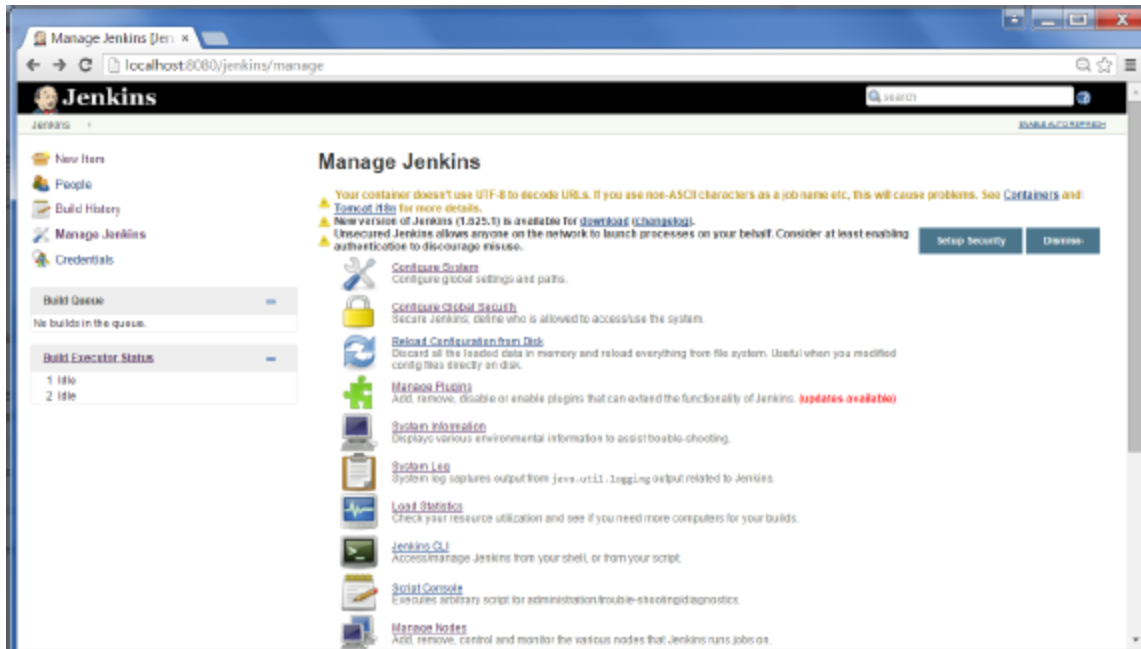 Manage Jenkins [Jen
localhost:8080/jenkins/manage
Jenkins
search
Jenkins
ENABLE AUTO REFRESH
New Item
People
Build History
Manage Jenkins
Credentials
Build Queue
No builds in the queue.
Build Executor Status
1 Idle
2 Idle
Manage Jenkins
Your container doesn't use UTF-8 to decode URLs. If you use non-ASCII characters as a job name etc, this will cause problems. See Containers and
Tomcat i18n for more details.
New version of Jenkins (1.625.1) is available for download (changelog).
Unsecured Jenkins allows anyone on the network to launch processes on your behalf. Consider at least enabling
authentication to discourage misuse.
Setup Security
Dismiss
Configure System
Configure global settings and paths.
Configure Global Security
Secure Jenkins; define who is allowed to access/use the system.
Reload Configuration from Disk
Discard all the loaded data in memory and reload everything from file system. Useful when you modified
config files directly on disk.
Manage Plugins
Add, remove, disable or enable plugins that can extend the functionality of Jenkins. (updates available)
System Information
Displays various environmental information to assist trouble-shooting.
System Log
System log captures output from java.util.logging output related to Jenkins.
Load Statistics
Check your resource utilization and see if you need more computers for your builds.
Jenkins CLI
Access/manage Jenkins from your shell, or from your script.
Script Console
Executes arbitrary script for administration/trouble-shooting/diagnostics.
Manage Nodes
Add, remove, control and monitor the various nodes that Jenkins runs jobs on.